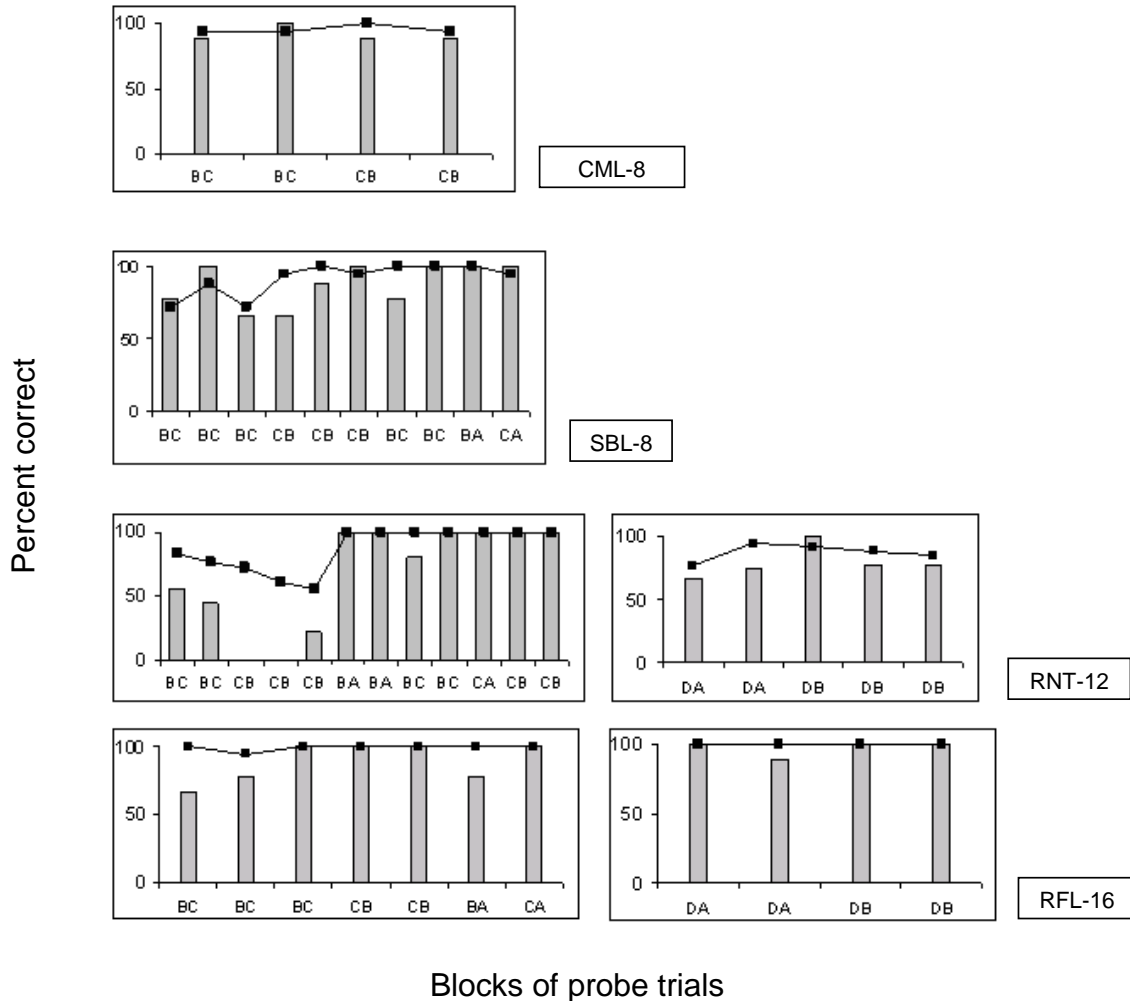 Percent correct
100
50
0
BC BC CB CB
CML-8
100
50
0
BC BC BC CB CB CB BC BC BA CA
SBL-8
100
50
0
BC BC CB CB CB BA BA BC BC CA CB CB
100
50
0
DA DA DB DB DB
RNT-12
100
50
0
BC BC BC CB CB BA CA
100
50
0
DA DA DB DB
RFL-16
Blocks of probe trials